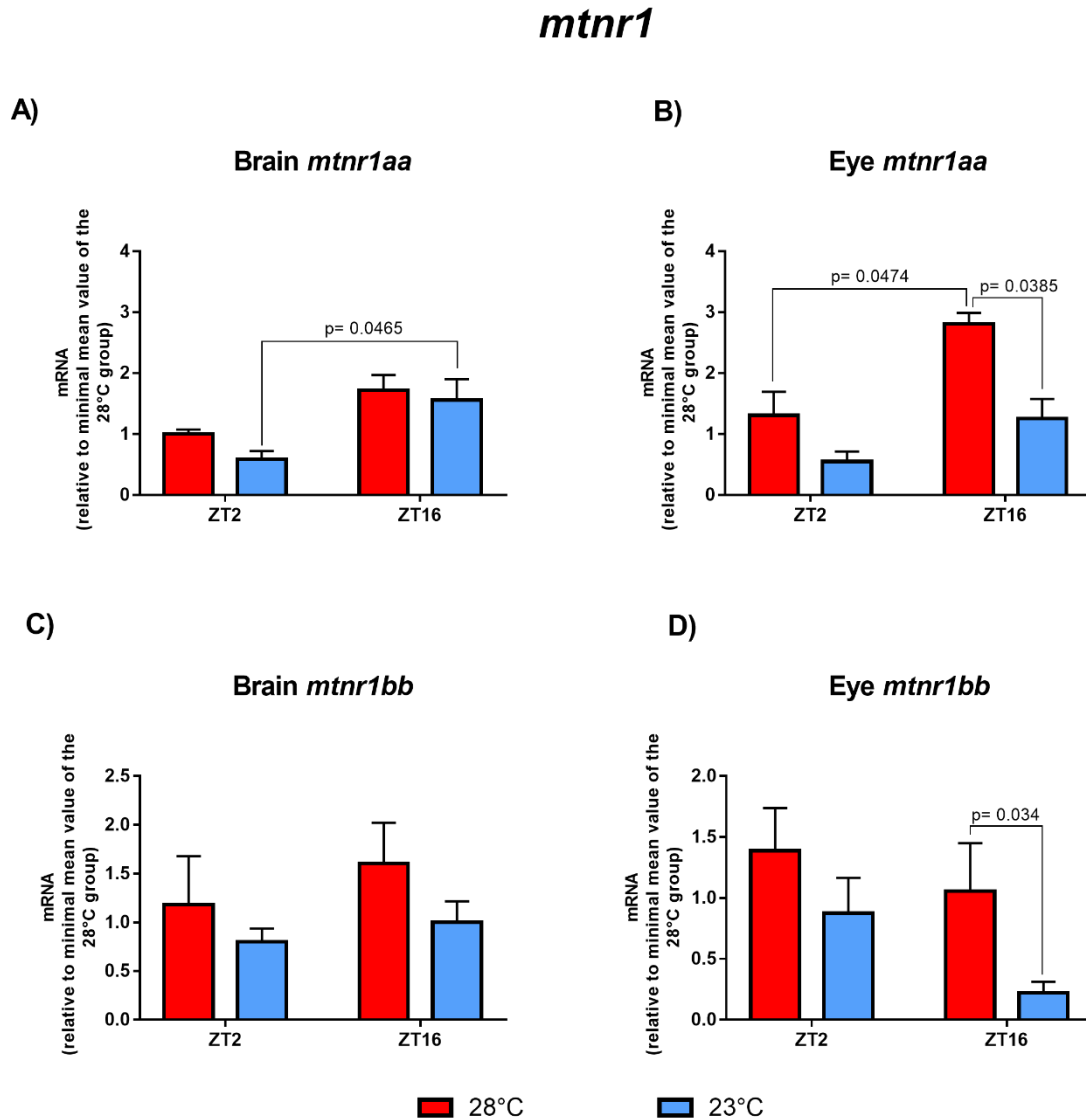 mtnr1
A)
Brain mtnr1aa
mRNA
(relative to minimal mean value of the
28°C group)
4
3
2
1
0
p= 0.0465
ZT2
ZT16
B)
Eye mtnr1aa
mRNA
(relative to minimal mean value of the
28°C group)
4
3
2
1
0
p= 0.0474
p= 0.0385
ZT2
ZT16
C)
Brain mtnr1bb
mRNA
(relative to minimal mean value of the
28°C group)
2.5
2.0
1.5
1.0
0.5
0.0
ZT2
ZT16
D)
Eye mtnr1bb
mRNA
(relative to minimal mean value of the
28°C group)
2.0
1.5
1.0
0.5
0.0
p= 0.034
ZT2
ZT16
28°C
23°C